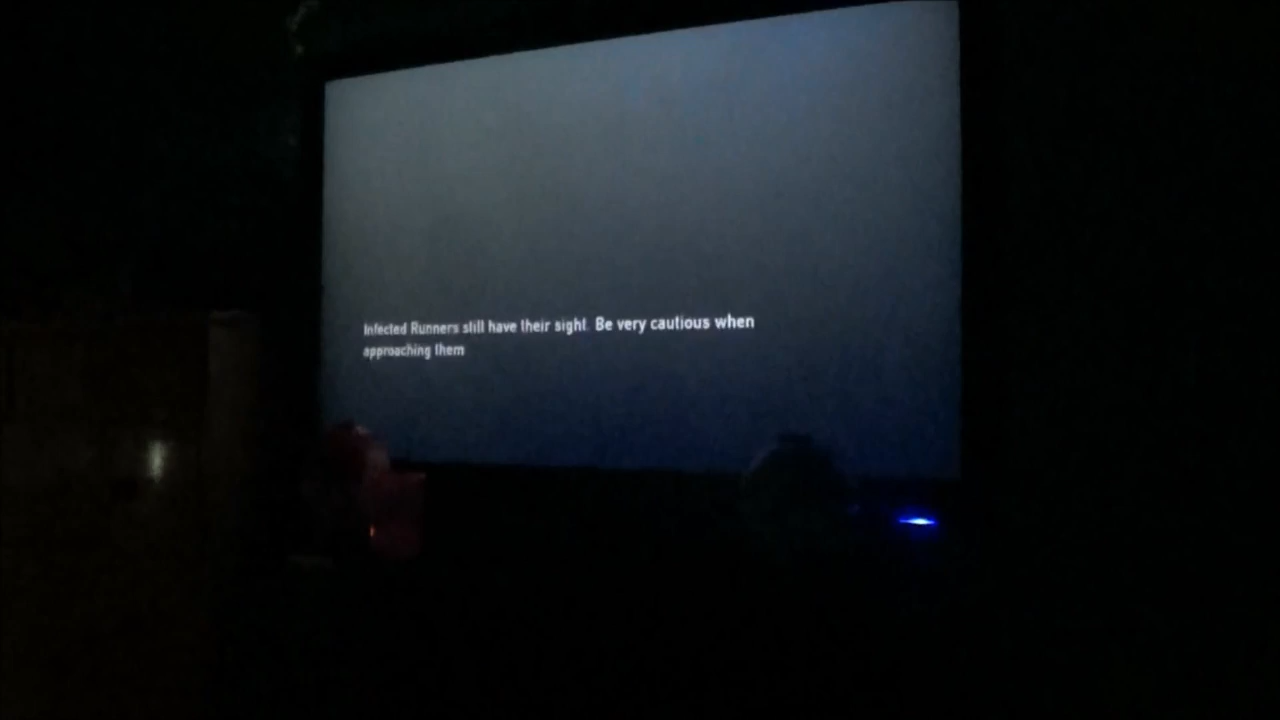 Infected Runners still have their sight. Be very cautious when
approaching them